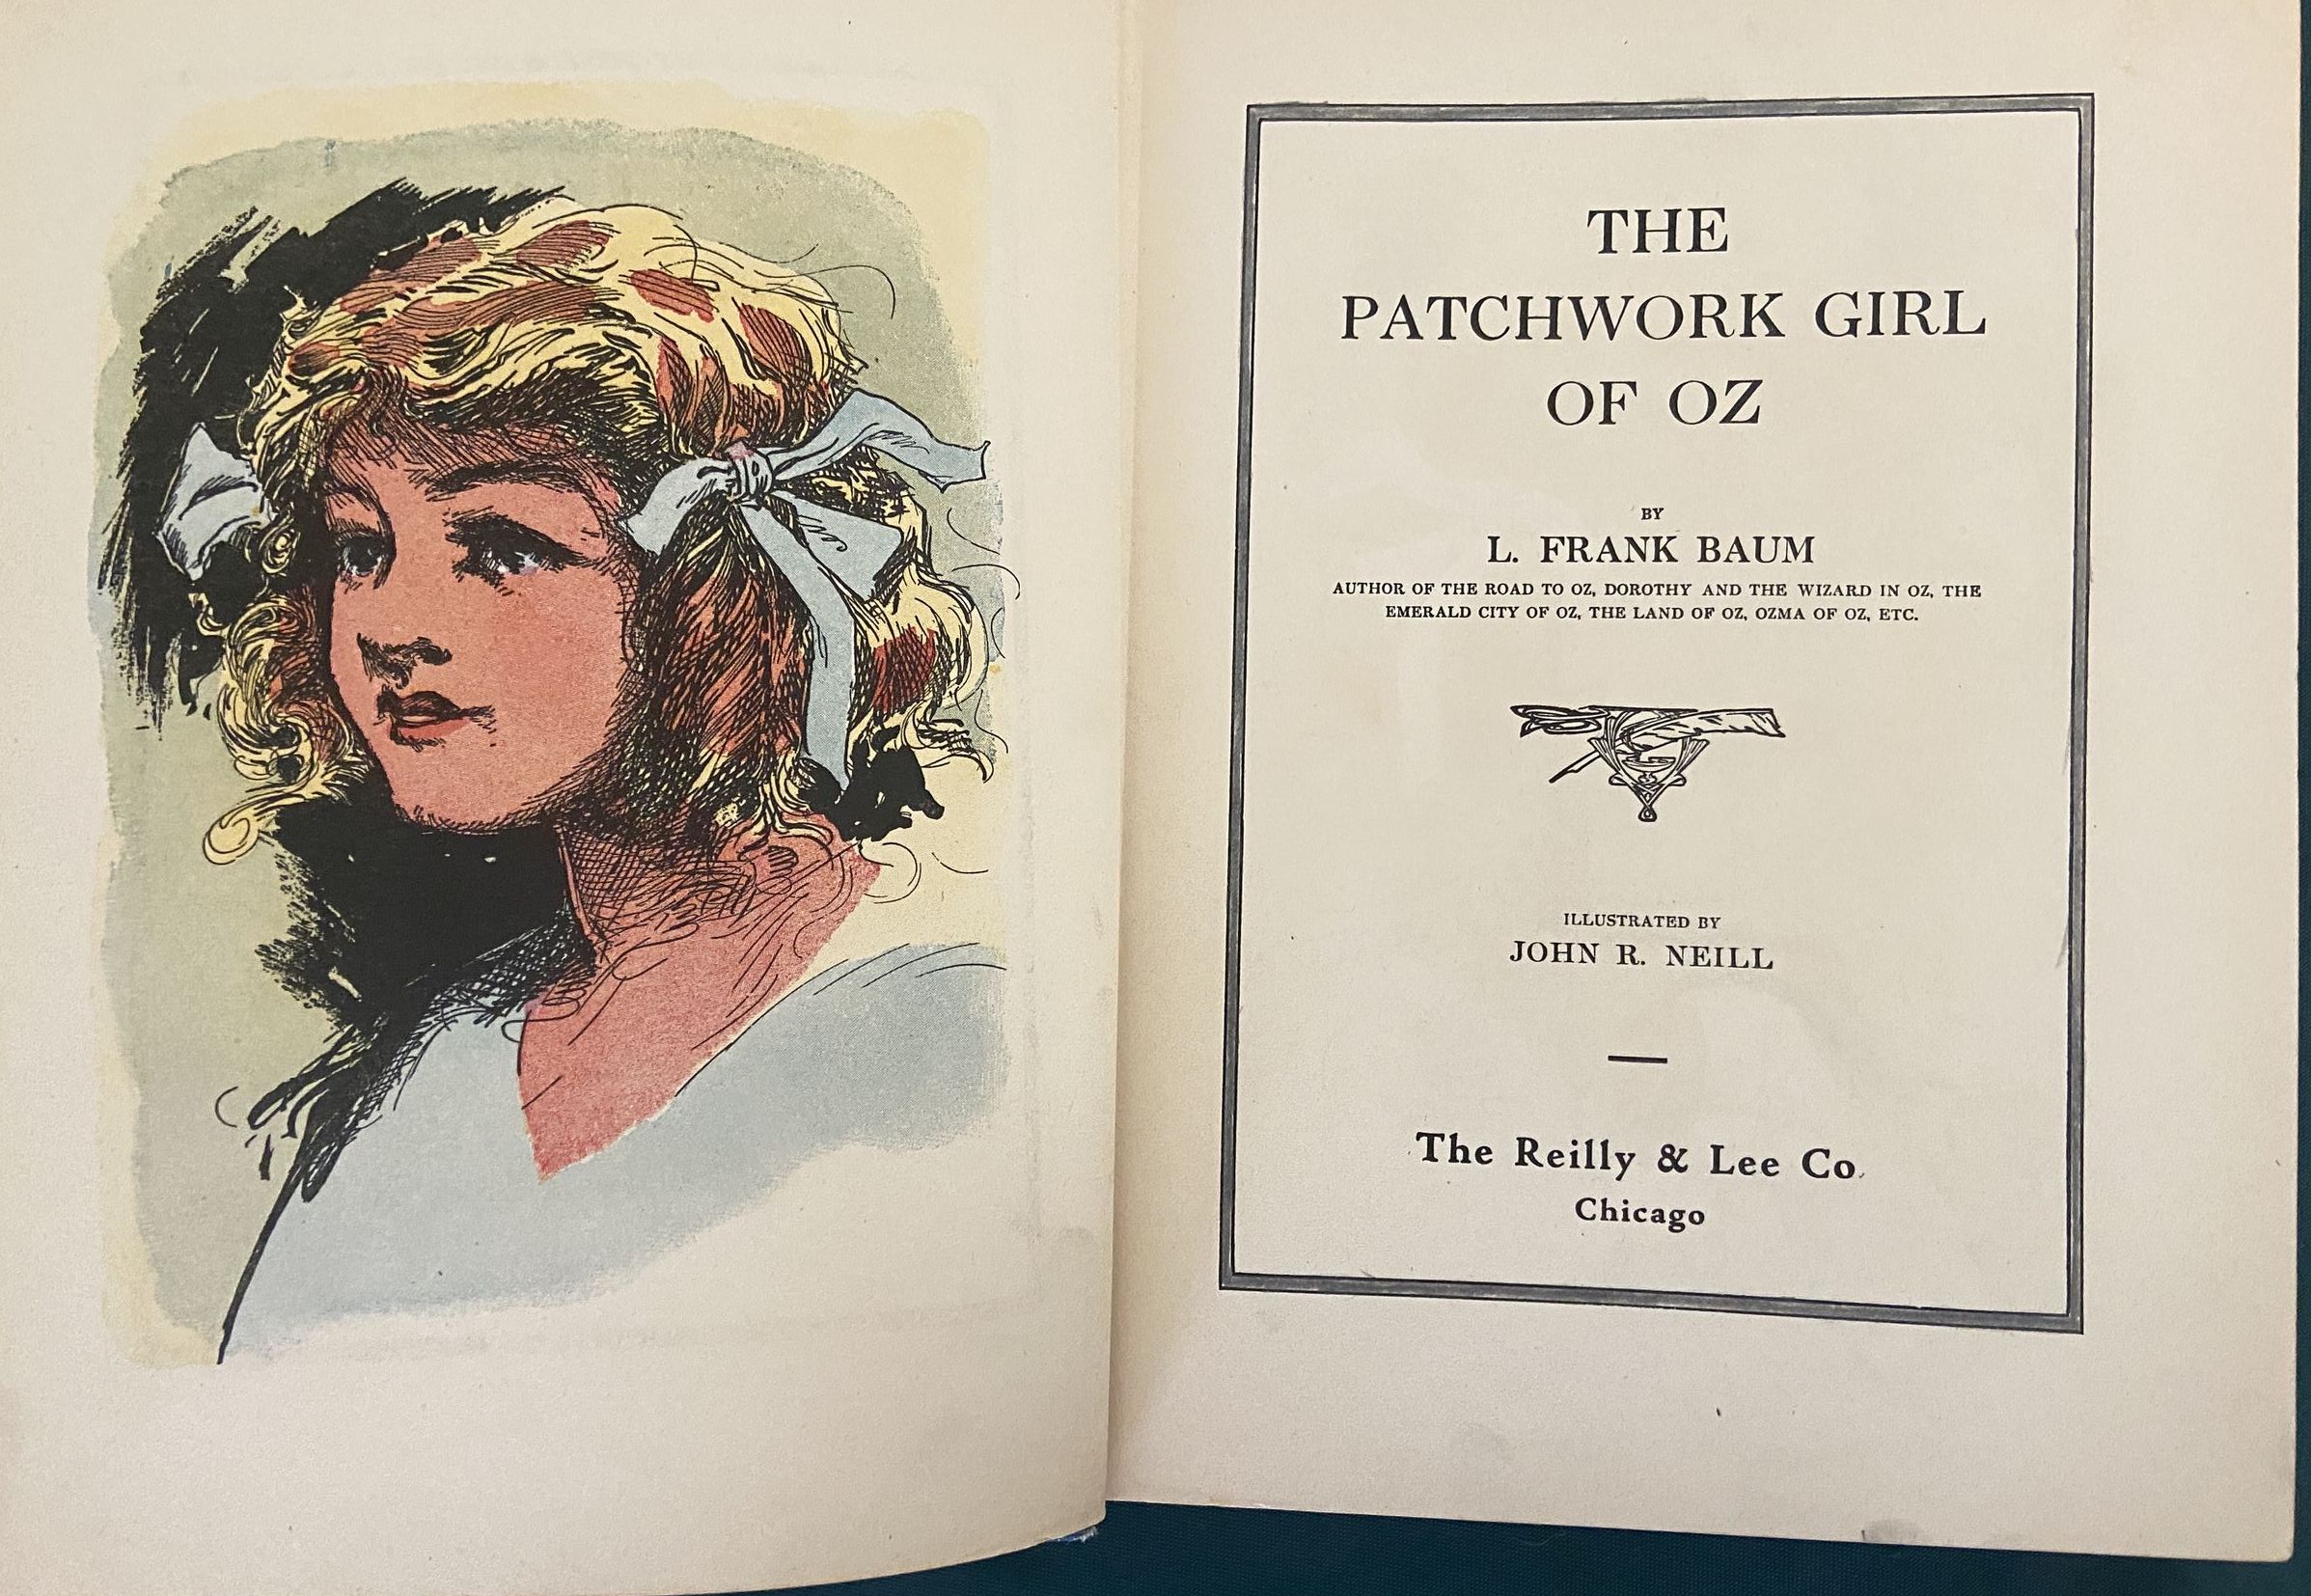 THE
PATCHWORK GIRL
OF OZ
BY
L. FRANK BAUM
AUTHOR OF THE ROAD TO OZ, DOROTHY AND THE WIZARD IN OZ, THE
EMERALD CITY OF OZ, THE LAND OF OZ, OZMA OF OZ, ETC.
ILLUSTRATED BY
JOHN R. NEILL
The Reilly & Lee Co.
Chicago